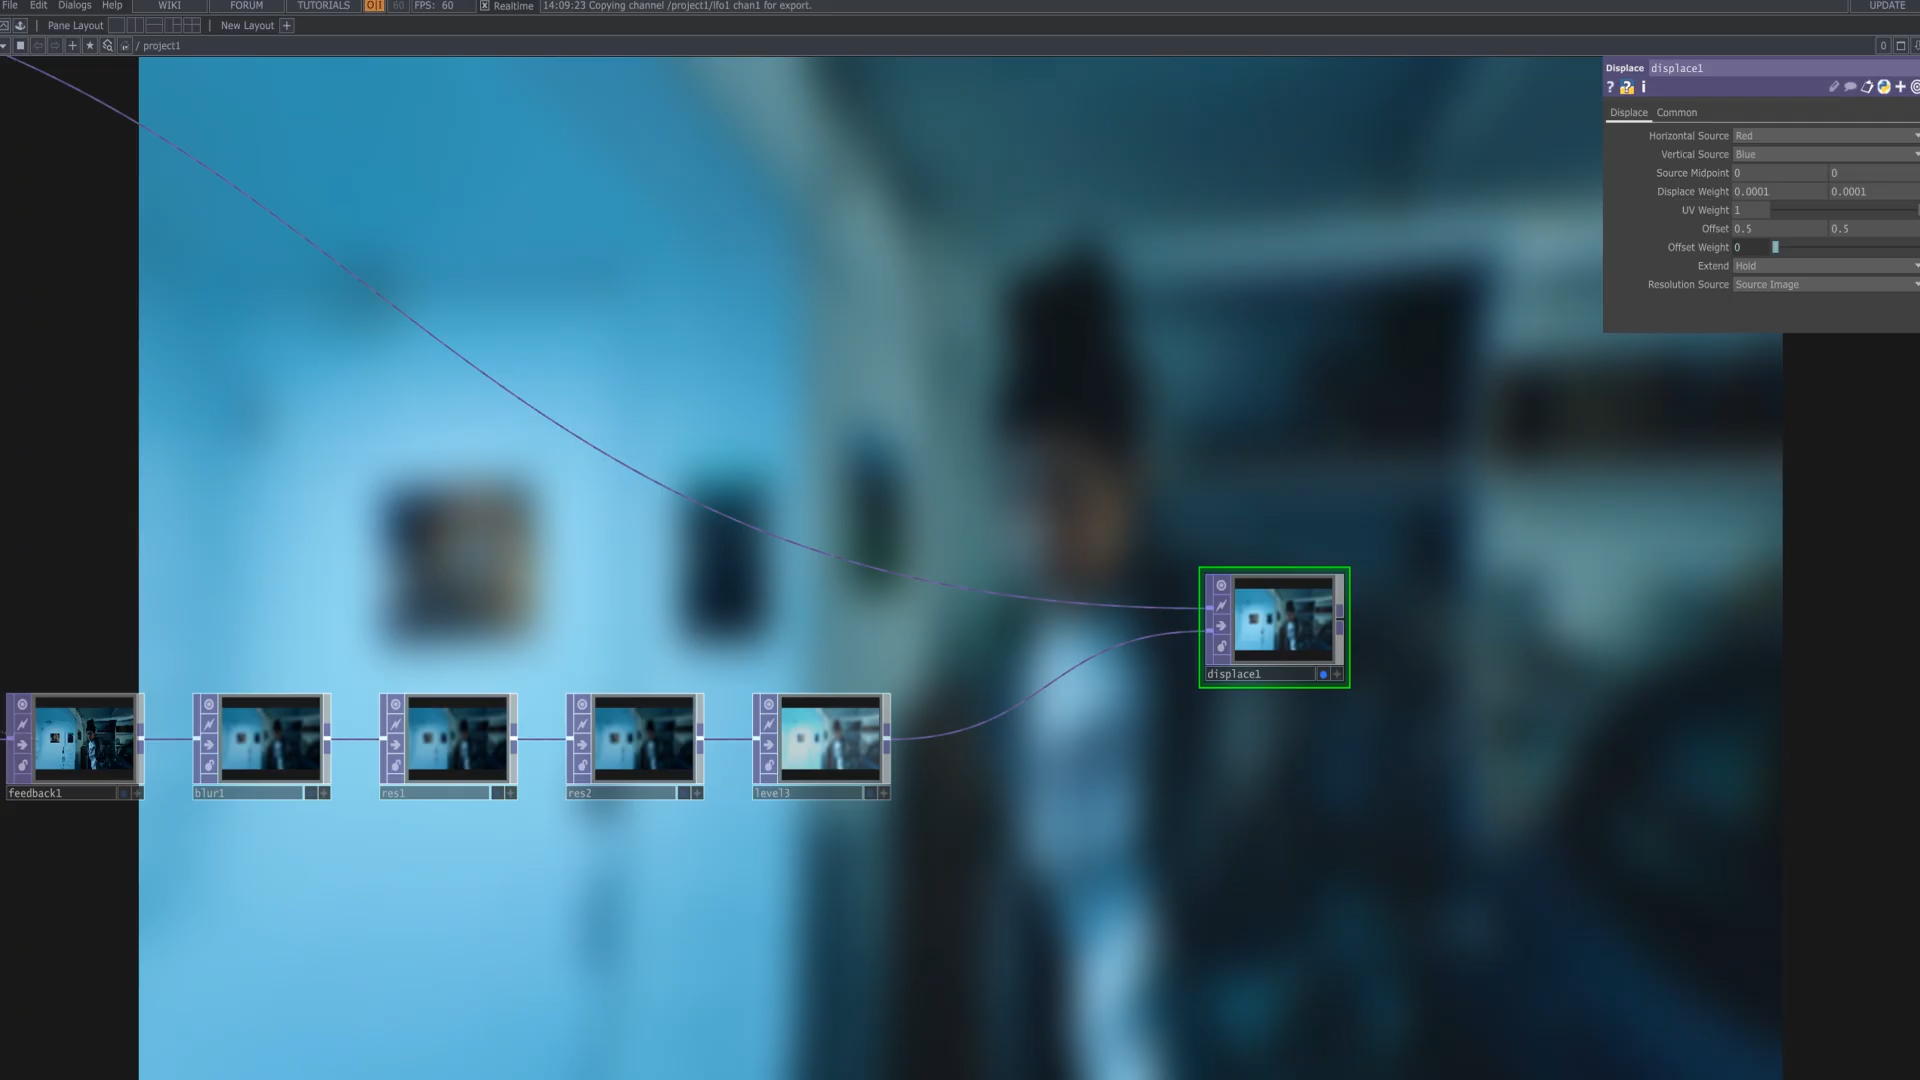 File Edit Dialogs Help WIKI FORUM TUTORIALS O|I 60 FPS: 60 Realtime 14:09:23 Copying channel /project1/lfo1 chan1 for export. UPDATE
Pane Layout New Layout +
/ project1 0
Displace displace1
? ? i
Displace Common
Horizontal Source Red
Vertical Source Blue
Source Midpoint 0 0
Displace Weight 0.0001 0.0001
UV Weight 1
Offset 0.5 0.5
Offset Weight 0
Extend Hold
Resolution Source Source Image
displace1
feedback1 blur1 res1 res2 level3